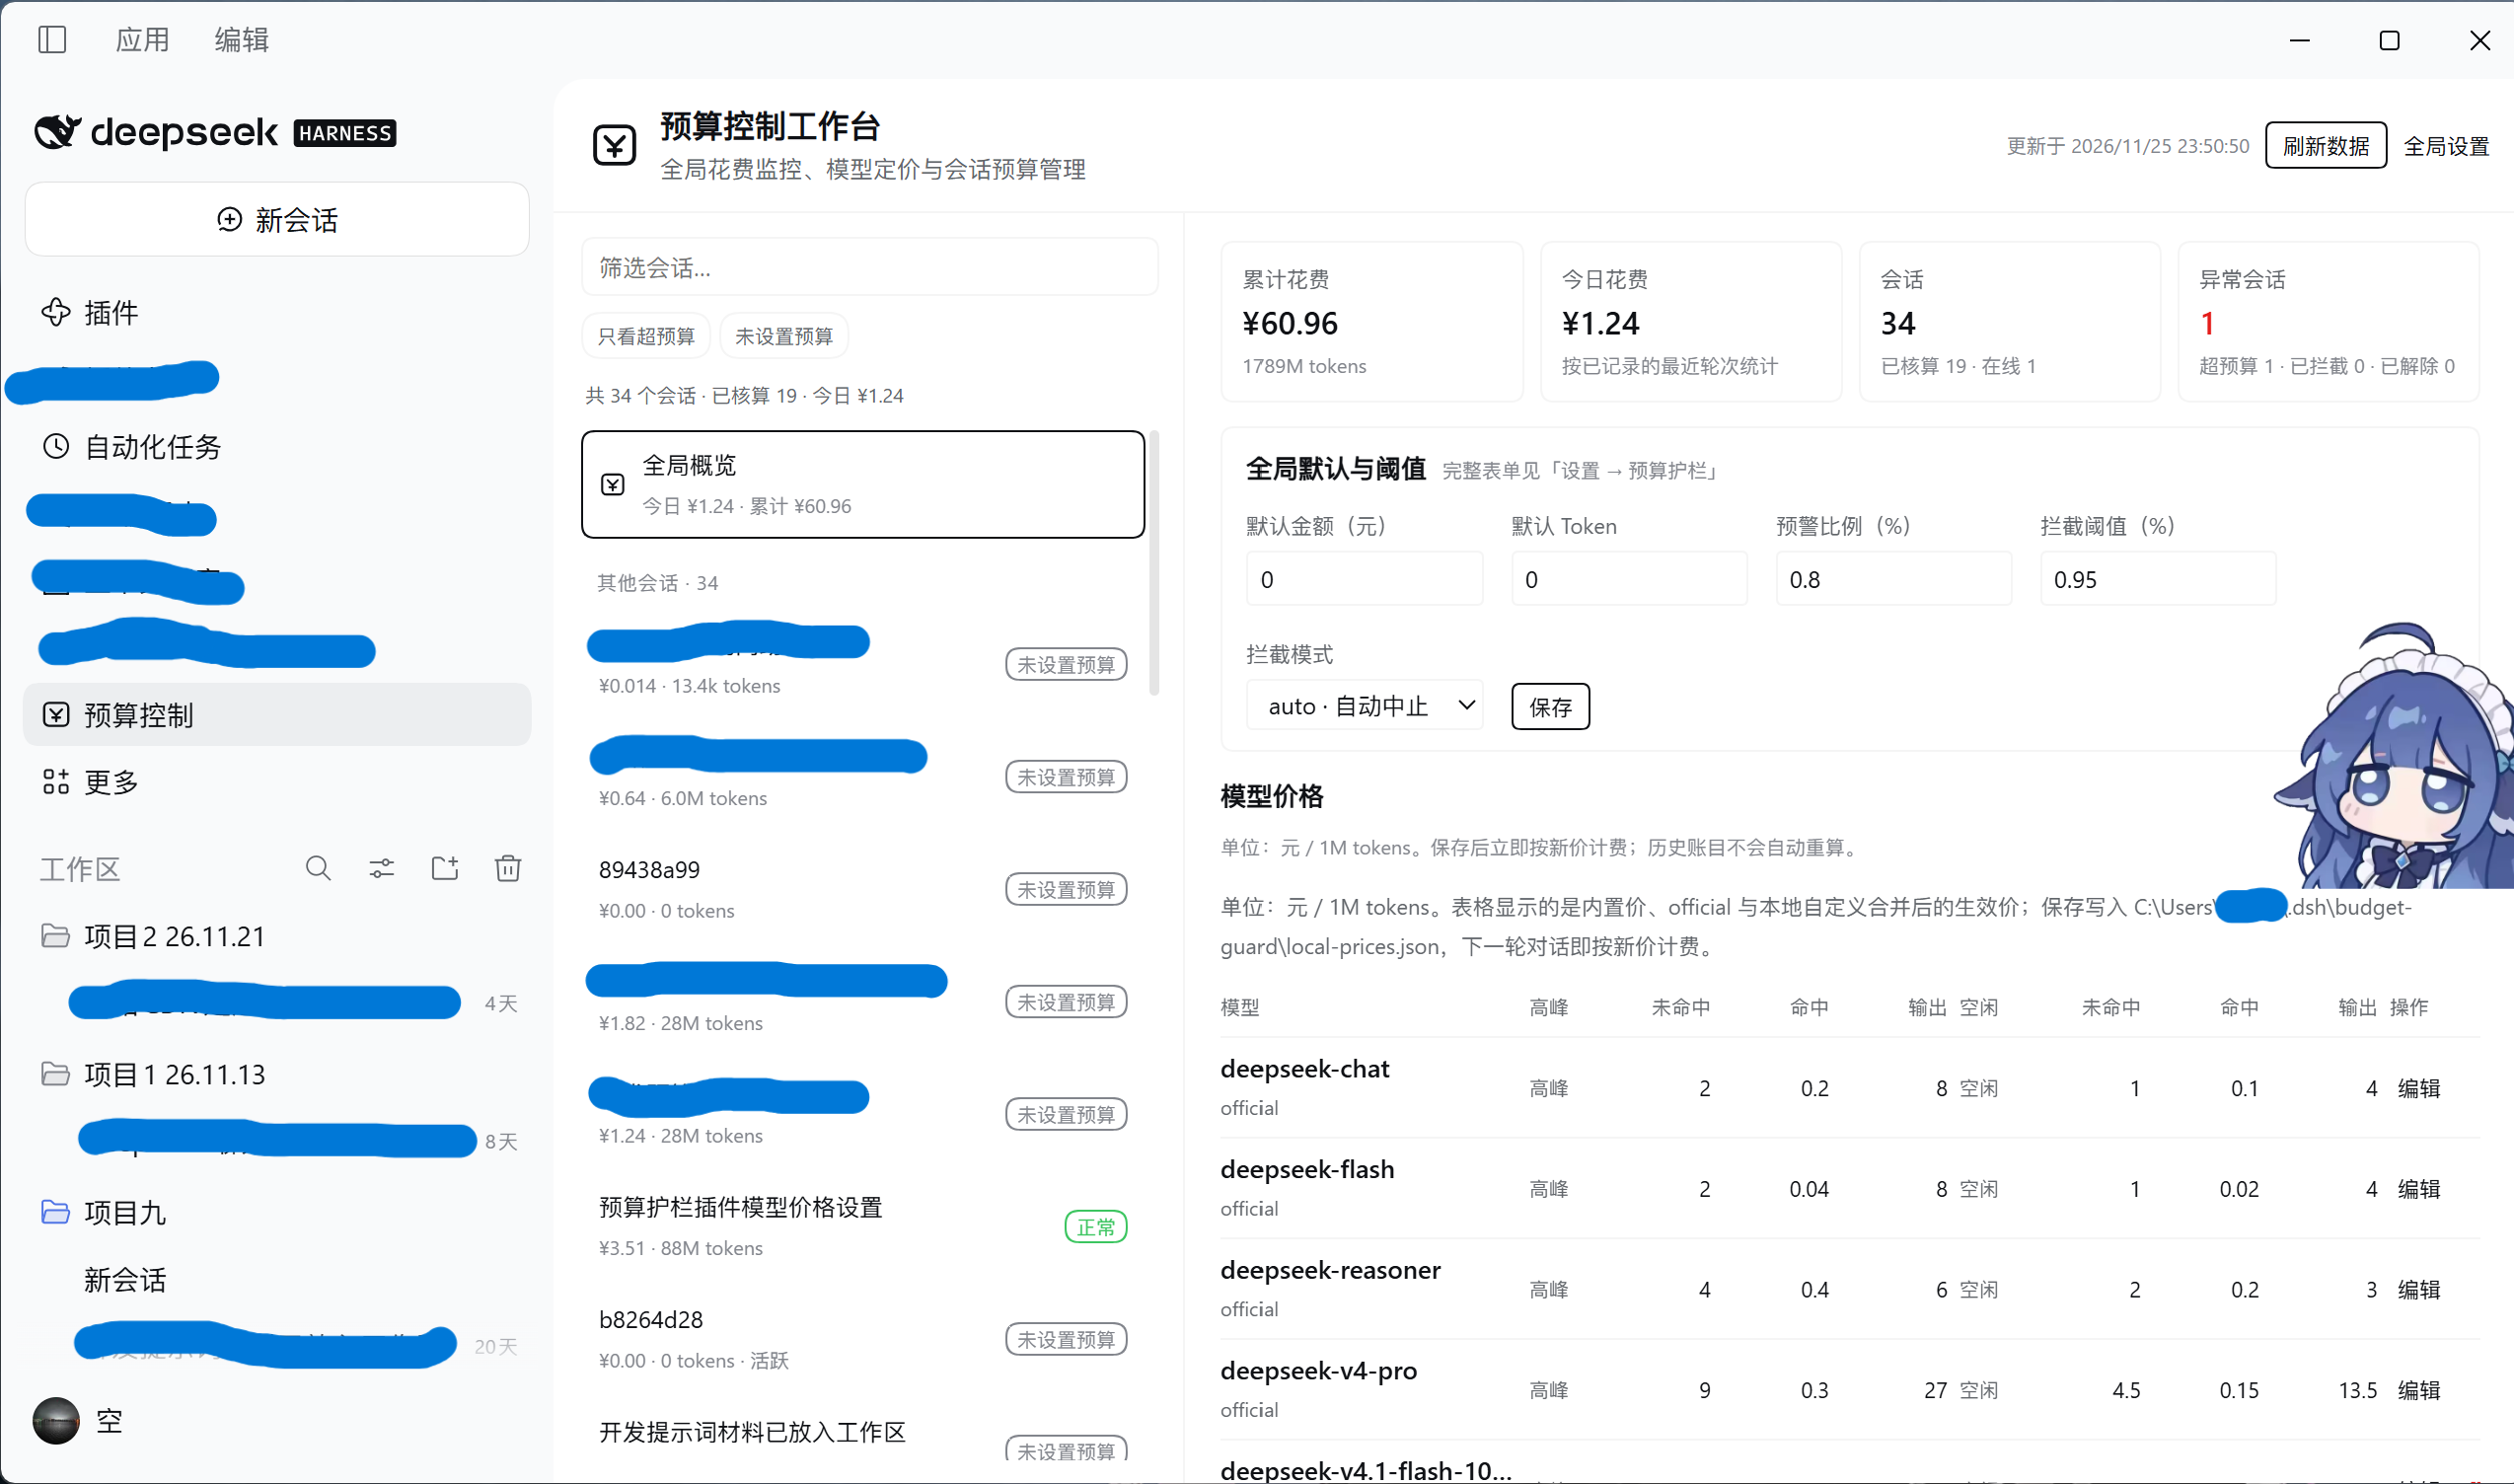 应用 编辑
deepseek HARNESS
新会话
插件
自动化任务
预算控制
更多
工作区
项目2 26.11.21
4天
项目1 26.11.13
8天
项目九
新会话
20天
空
预算控制工作台
全局花费监控、模型定价与会话预算管理
更新于 2026/11/25 23:50:50 刷新数据 全局设置
筛选会话...
只看超预算 未设置预算
共 34 个会话 · 已核算 19 · 今日 ¥1.24
全局概览
今日 ¥1.24 · 累计 ¥60.96
其他会话 · 34
未设置预算
¥0.014 · 13.4k tokens
未设置预算
¥0.64 · 6.0M tokens
89438a99
未设置预算
¥0.00 · 0 tokens
未设置预算
¥1.82 · 28M tokens
未设置预算
¥1.24 · 28M tokens
预算护栏插件模型价格设置
正常
¥3.51 · 88M tokens
b8264d28
未设置预算
¥0.00 · 0 tokens · 活跃
开发提示词材料已放入工作区
未设置预算
累计花费
¥60.96
1789M tokens
今日花费
¥1.24
按已记录的最近轮次统计
会话
34
已核算 19 · 在线 1
异常会话
1
超预算 1 · 已拦截 0 · 已解除 0
全局默认与阈值 完整表单见「设置 → 预算护栏」
默认金额（元） 默认 Token 预警比例（%） 拦截阈值（%）
0 0 0.8 0.95
拦截模式
auto · 自动中止 保存
模型价格
单位：元 / 1M tokens。保存后立即按新价计费；历史账目不会自动重算。
单位：元 / 1M tokens。表格显示的是内置价、official 与本地自定义合并后的生效价；保存写入 C:\Users\ .dsh\budget-
guard\local-prices.json，下一轮对话即按新价计费。
模型 高峰 未命中 命中 输出 空闲 未命中 命中 输出 操作
deepseek-chat
高峰 2 0.2 8 空闲 1 0.1 4 编辑
official
deepseek-flash
高峰 2 0.04 8 空闲 1 0.02 4 编辑
official
deepseek-reasoner
高峰 4 0.4 6 空闲 2 0.2 3 编辑
official
deepseek-v4-pro
高峰 9 0.3 27 空闲 4.5 0.15 13.5 编辑
official
deepseek-v4.1-flash-10...